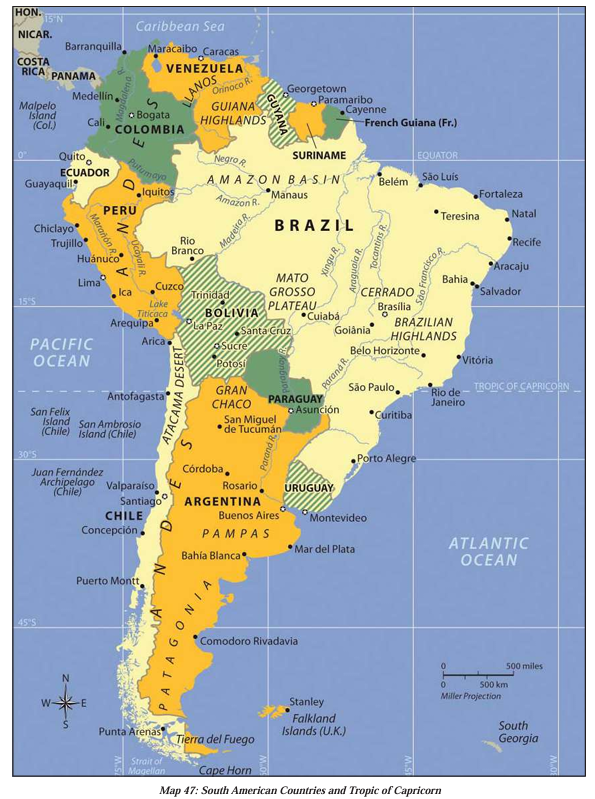 HON.
15°N
Caribbean Sea
NICAR.
Barranquilla
Maracaibo
Caracas
COSTA
RICA
PANAMA
VENEZUELA
Orinoco R.
LLANOS
Georgetown
Paramaribo
Cayenne
Medellín
Magdalena R.
Malpelo
Island
(Col.)
Bogata
Cali
COLOMBIA
GUIANA
HIGHLANDS
GUYANA
French Guiana (Fr.)
SURINAME
Quito
0°
EQUATOR
ECUADOR
Guayaquil
Putumayo
Negro R.
AMAZON BASIN
Amazon R.
Iquitos
Manaus
Belém
São Luís
Fortaleza
Teresina
Natal
Recife
PERU
BRAZIL
Chiclayo
Trujillo
Marañón R.
Ucayali R.
Huánuco
Madeira R.
Rio
Branco
Xingu R.
Araguaia R.
Tocantins R.
São Francisco R.
Aracaju
Lima
Ica
Cuzco
Lake
Titicaca
Trinidad
MATO
GROSSO
PLATEAU
CERRADO
Bahia
Salvador
15°S
BOLIVIA
Cuiabá
Brasília
Arequipa
La Paz
Santa Cruz
Goiânia
BRAZILIAN
HIGHLANDS
Arica
Sucre
Potosí
Belo Horizonte
Vitória
PACIFIC
OCEAN
ATACAMA DESERT
Paraná R.
PARAGUAY
São Paulo
TROPIC OF CAPRICORN
Rio de
Janeiro
Antofagasta
GRAN
CHACO
Asunción
Curitiba
San Felix
Island
(Chile)
San Ambrosio
Island (Chile)
San Miguel
de Tucumán
30°S
Paraná R.
Porto Alegre
Juan Fernández
Archipelago
(Chile)
Valparaíso
Santiago
Córdoba
Rosario
URUGUAY
CHILE
ARGENTINA
Buenos Aires
Montevideo
Concepción
PAMPAS
Mar del Plata
Bahía Blanca
ATLANTIC
OCEAN
ANDES
ANDES
Puerto Montt
PATAGONIA
45°S
Comodoro Rivadavia
0 500 miles
0 500 km
Miller Projection
N
W E
S
Stanley
Falkland
Islands (U.K.)
Punta Arenas
Tierra del Fuego
South
Georgia
Strait of
Magellan
Cape Horn
75°W
30°W
Map 47: South American Countries and Tropic of Capricorn